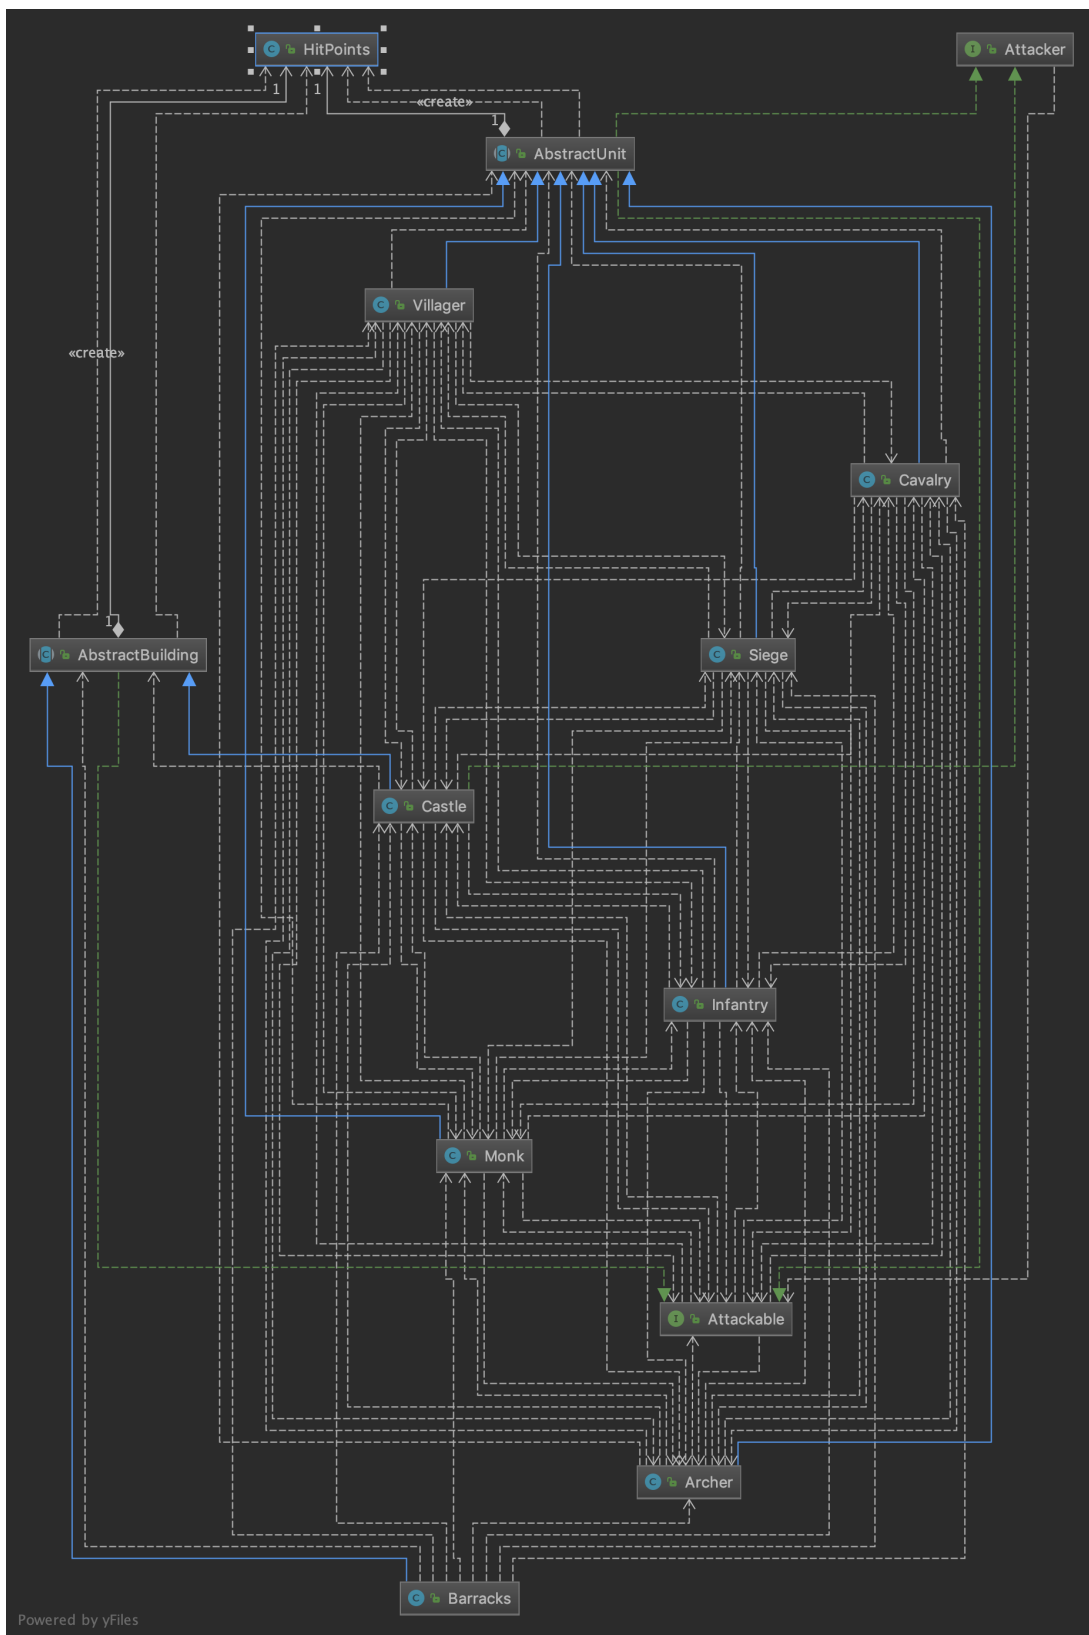 HitPoints
Attacker
1
1
«create»
1
AbstractUnit
Villager
«create»
Cavalry
1
AbstractBuilding
Siege
Castle
Infantry
Monk
Attackable
Archer
Barracks
Powered by yFiles